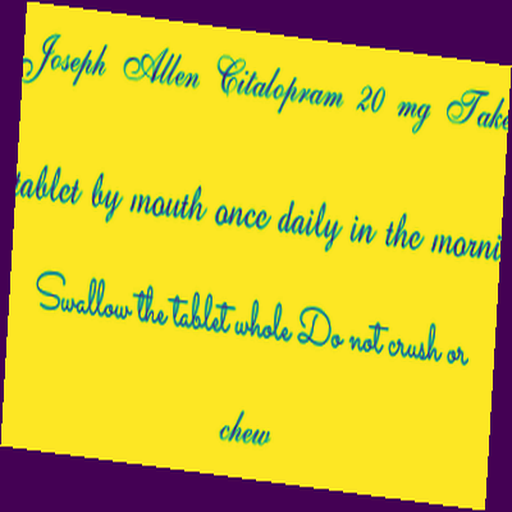 Joseph Allen Citalopram 20 mg Take
tablet by mouth once daily in the
Swallow the tablet whole Do not crush or
chew